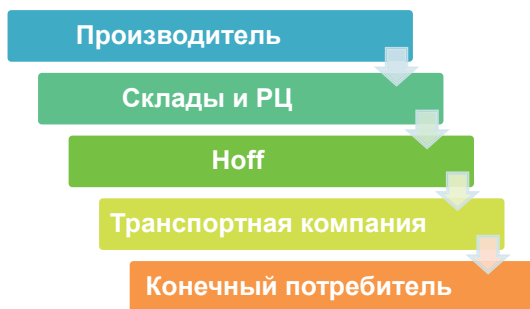 Производитель
Склады и РЦ
Hoff
Транспортная компания
Конечный потребитель